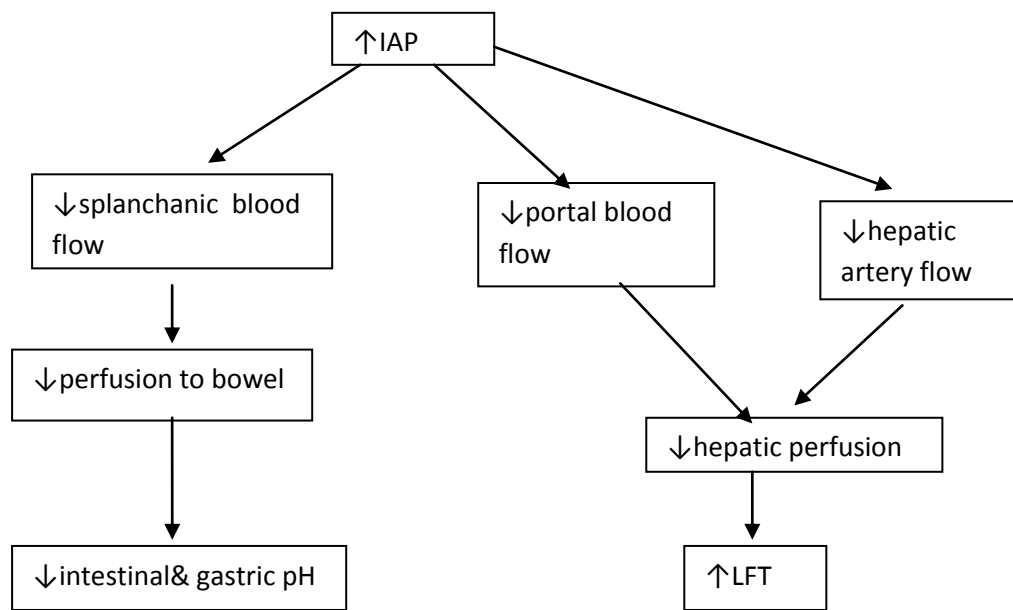 ↑IAP
↓splanchanic blood
flow
↓portal blood
flow
↓hepatic
artery flow
↓perfusion to bowel
↓hepatic perfusion
↓intestinal& gastric pH
↑LFT